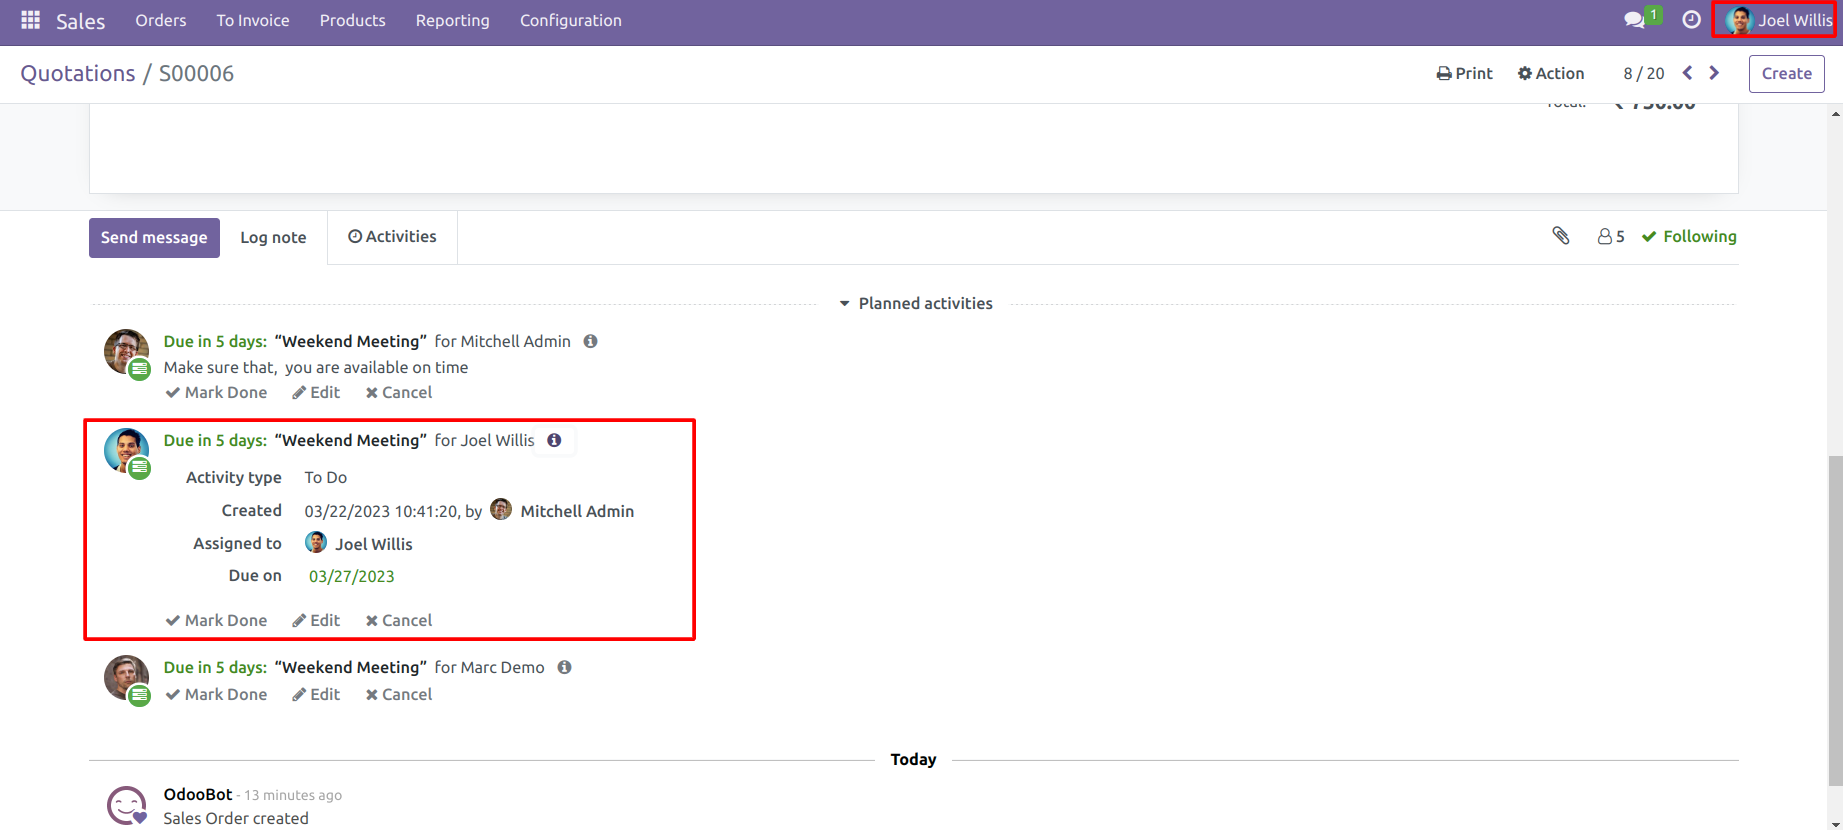 Sales Orders To Invoice Products Reporting Configuration 1 Joel Willis
Quotations / S00006 Print Action 8 / 20 Create
Send message Log note Activities 5 Following
Planned activities
Due in 5 days: “Weekend Meeting” for Mitchell Admin
Make sure that, you are available on time
Mark Done Edit Cancel
Due in 5 days: “Weekend Meeting” for Joel Willis
Activity type To Do
Created 03/22/2023 10:41:20, by Mitchell Admin
Assigned to Joel Willis
Due on 03/27/2023
Mark Done Edit Cancel
Due in 5 days: “Weekend Meeting” for Marc Demo
Mark Done Edit Cancel
Today
OdooBot - 13 minutes ago
Sales Order created